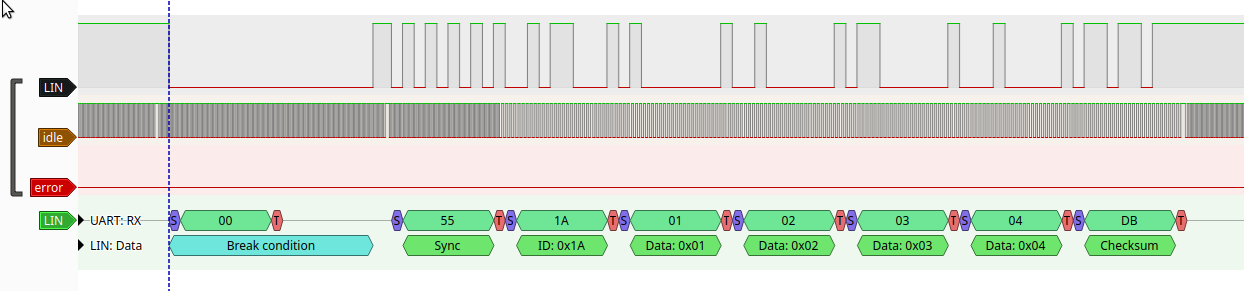 LIN
idle
error
LIN UART: RX S 00 T S 55 T S 1A T S 01 T S 02 T S 03 T S 04 T S DB T
LIN: Data Break condition Sync ID: 0x1A Data: 0x01 Data: 0x02 Data: 0x03 Data: 0x04 Checksum